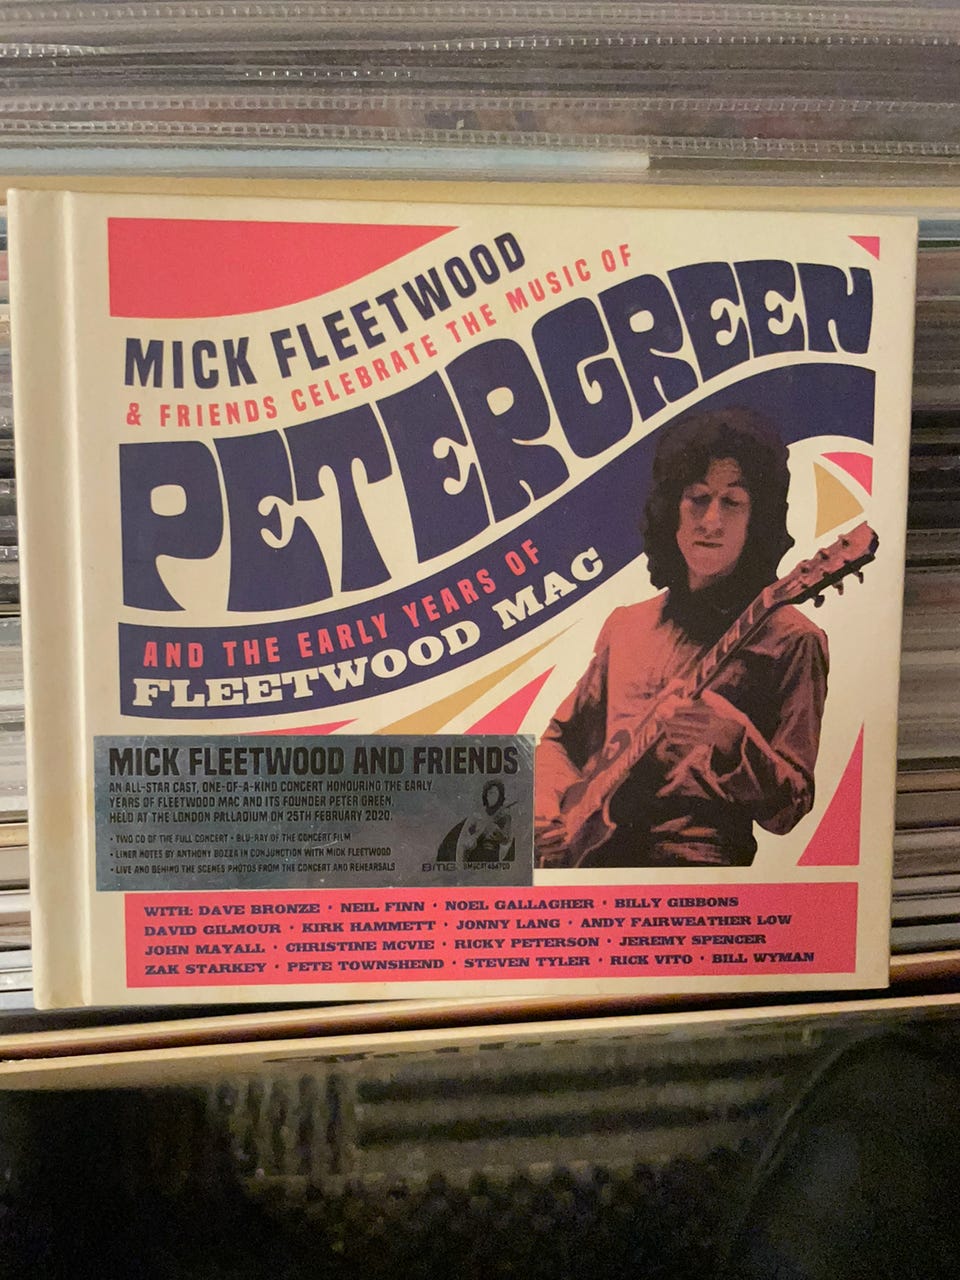 MICK FLEETWOOD
& FRIENDS CELEBRATE THE MUSIC OF
PETER GREEN
AND THE EARLY YEARS OF
FLEETWOOD MAC
MICK FLEETWOOD AND FRIENDS
AN ALL-STAR CAST, ONE-OF-A-KIND CONCERT HONOURING THE EARLY
YEARS OF FLEETWOOD MAC AND ITS FOUNDER PETER GREEN,
HELD AT THE LONDON PALLADIUM ON 25TH FEBRUARY 2020.
• TWO CD OF THE FULL CONCERT • BLU-RAY OF THE CONCERT FILM
• LINER NOTES BY ANTHONY BOZZA IN CONJUNCTION WITH MICK FLEETWOOD
• LIVE AND BEHIND THE SCENES PHOTOS FROM THE CONCERT AND REHEARSALS
BMG
WITH: DAVE BRONZE • NEIL FINN • NOEL GALLAGHER • BILLY GIBBONS
DAVID GILMOUR • KIRK HAMMETT • JONNY LANG • ANDY FAIRWEATHER LOW
JOHN MAYALL • CHRISTINE MCVIE • RICKY PETERSON • JEREMY SPENCER
ZAK STARKEY • PETE TOWNSHEND • STEVEN TYLER • RICK VITO • BILL WYMAN